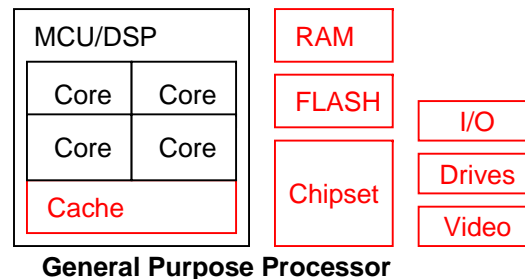 MCU/DSP
Core Core
Core Core
Cache
RAM
FLASH
Chipset
I/O
Drives
Video
General Purpose Processor